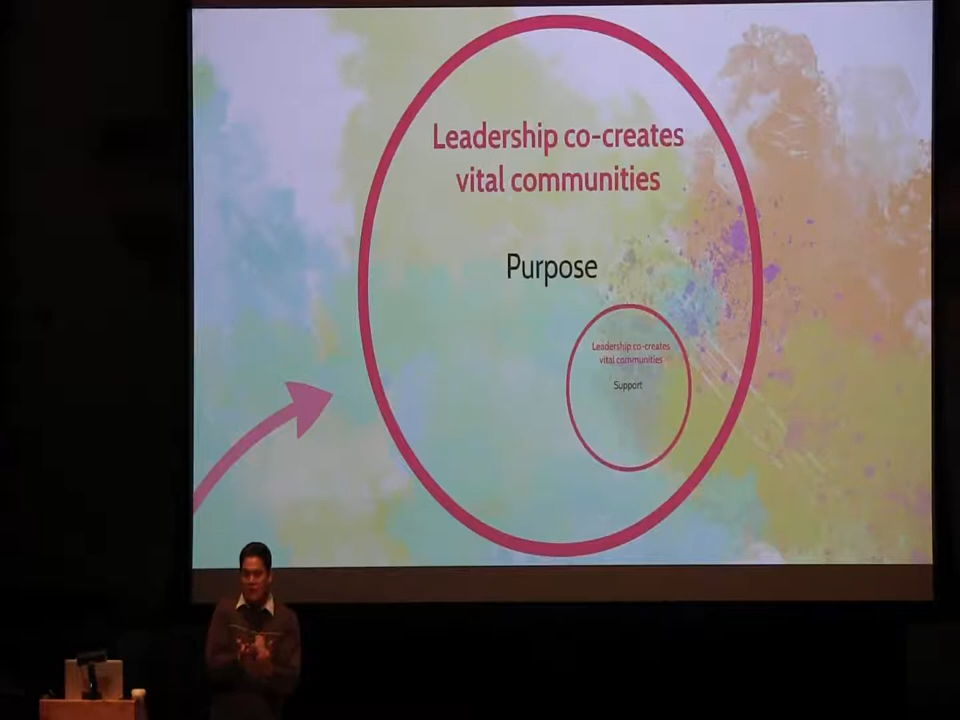 Leadership co-creates
vital communities
Purpose
Leadership co-creates
vital communities
Support